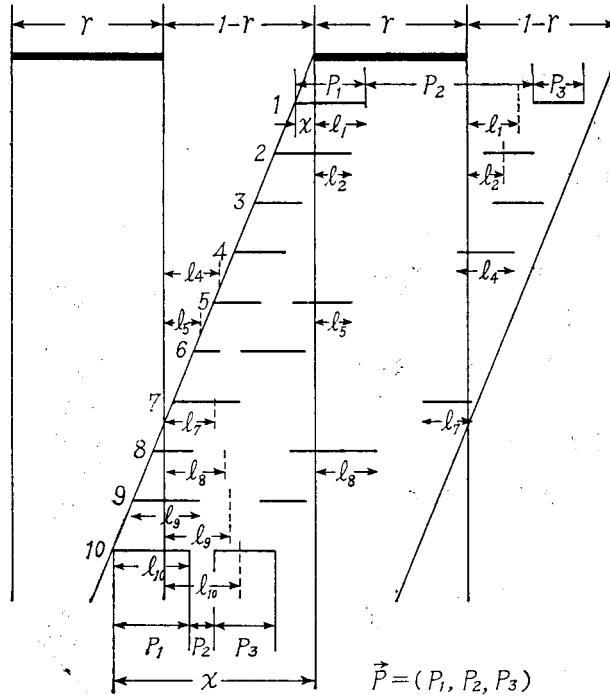 r 1-r r 1-r
P₁ P₂ P₃
1
x l₁ l₁
2
l₂ l₂
3
4
l₄ l₄
5
l₅ l₅
6
7
l₇ l₇
8
l₈ l₈
9
l₉ l₉
10
l₁₀ l₁₀
P₁ P₂ P₃
x
P⃗=(P₁, P₂, P₃)